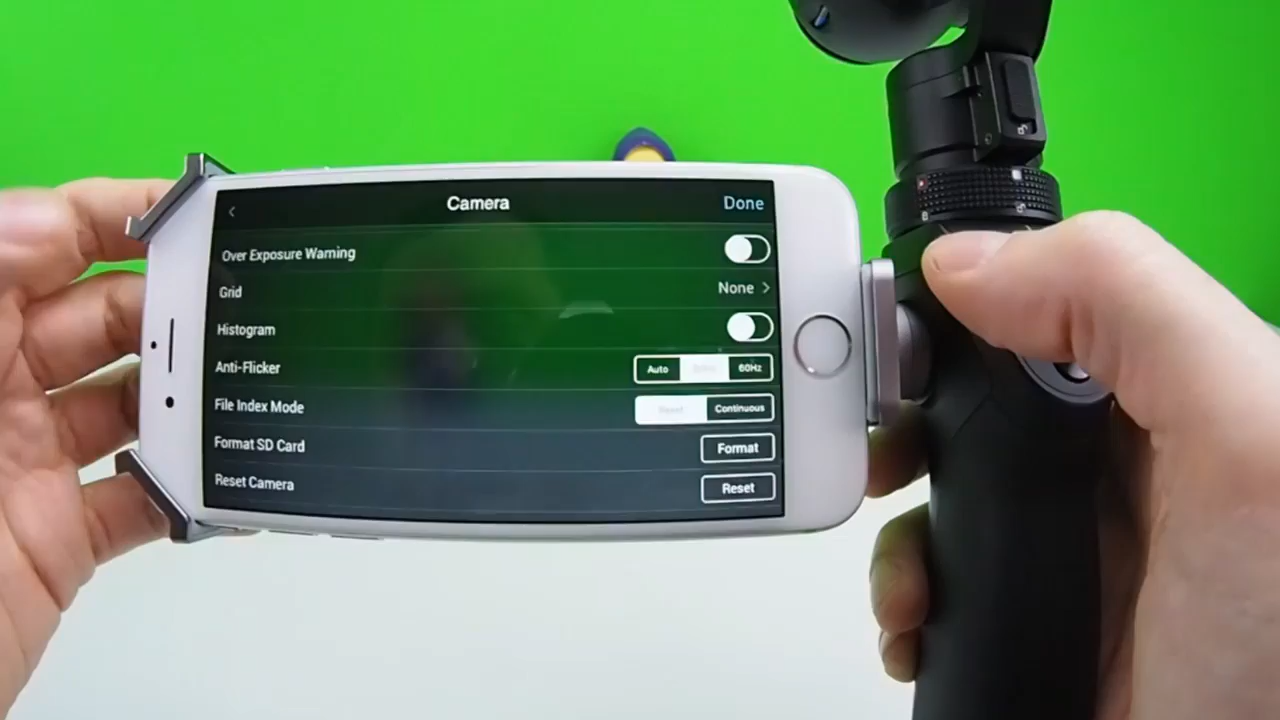 Camera Done
Over Exposure Warning
Grid None
Histogram
Anti-Flicker Auto 60Hz
File Index Mode Continuous
Format SD Card Format
Reset Camera Reset